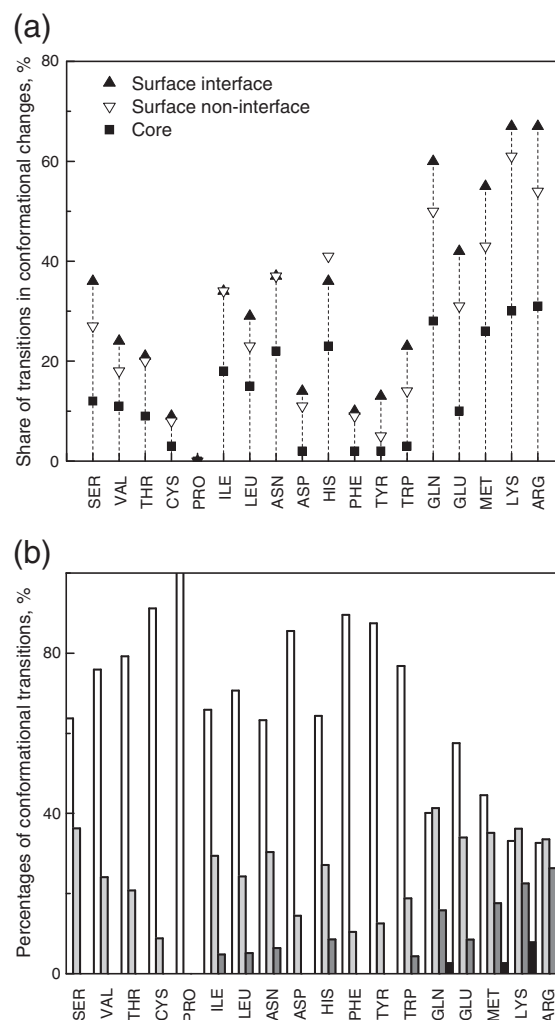 (a)
Share of transitions in conformational changes, %
80
60
40
20
0
Surface interface
Surface non-interface
Core
SER
VAL
THR
CYS
PRO
ILE
LEU
ASN
ASP
HIS
PHE
TYR
TRP
GLN
GLU
MET
LYS
ARG
(b)
Percentages of conformational transitions, %
80
40
0
SER
VAL
THR
CYS
PRO
ILE
LEU
ASN
ASP
HIS
PHE
TYR
TRP
GLN
GLU
MET
LYS
ARG